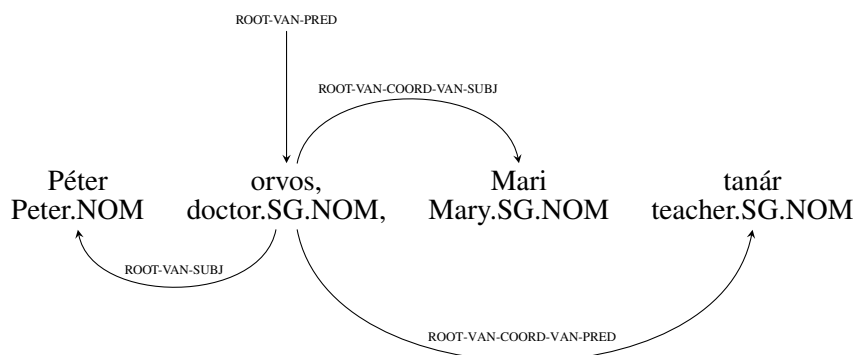 ROOT-VAN-PRED
ROOT-VAN-COORD-VAN-SUBJ
Péter orvos, Mari tanár
Peter.NOM doctor.SG.NOM, Mary.SG.NOM teacher.SG.NOM
ROOT-VAN-SUBJ
ROOT-VAN-COORD-VAN-PRED